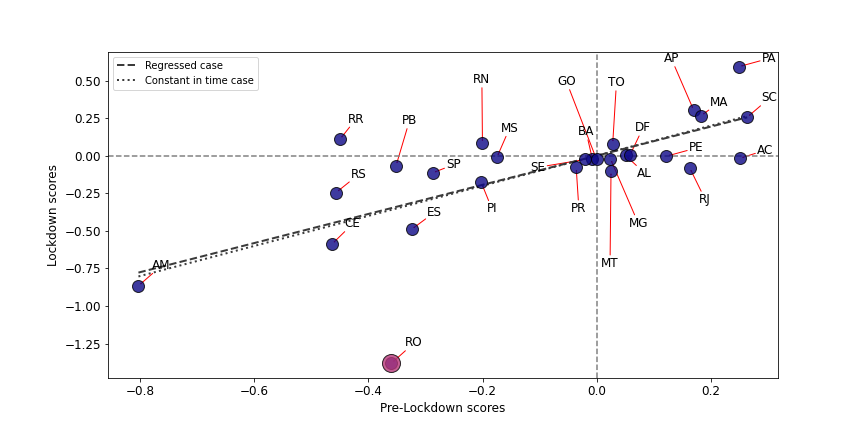 Regressed case
Constant in time case
PA
AP
TO
GO
RN
SC
MA
RR
PB
MS
BA
DF
PE
AC
SP
SE
AL
RS
RJ
PR
PI
ES
MG
CE
MT
AM
RO
0.50
0.25
0.00
−0.25
−0.50
−0.75
−1.00
−1.25
Lockdown scores
−0.8
−0.6
−0.4
−0.2
0.0
0.2
Pre-Lockdown scores